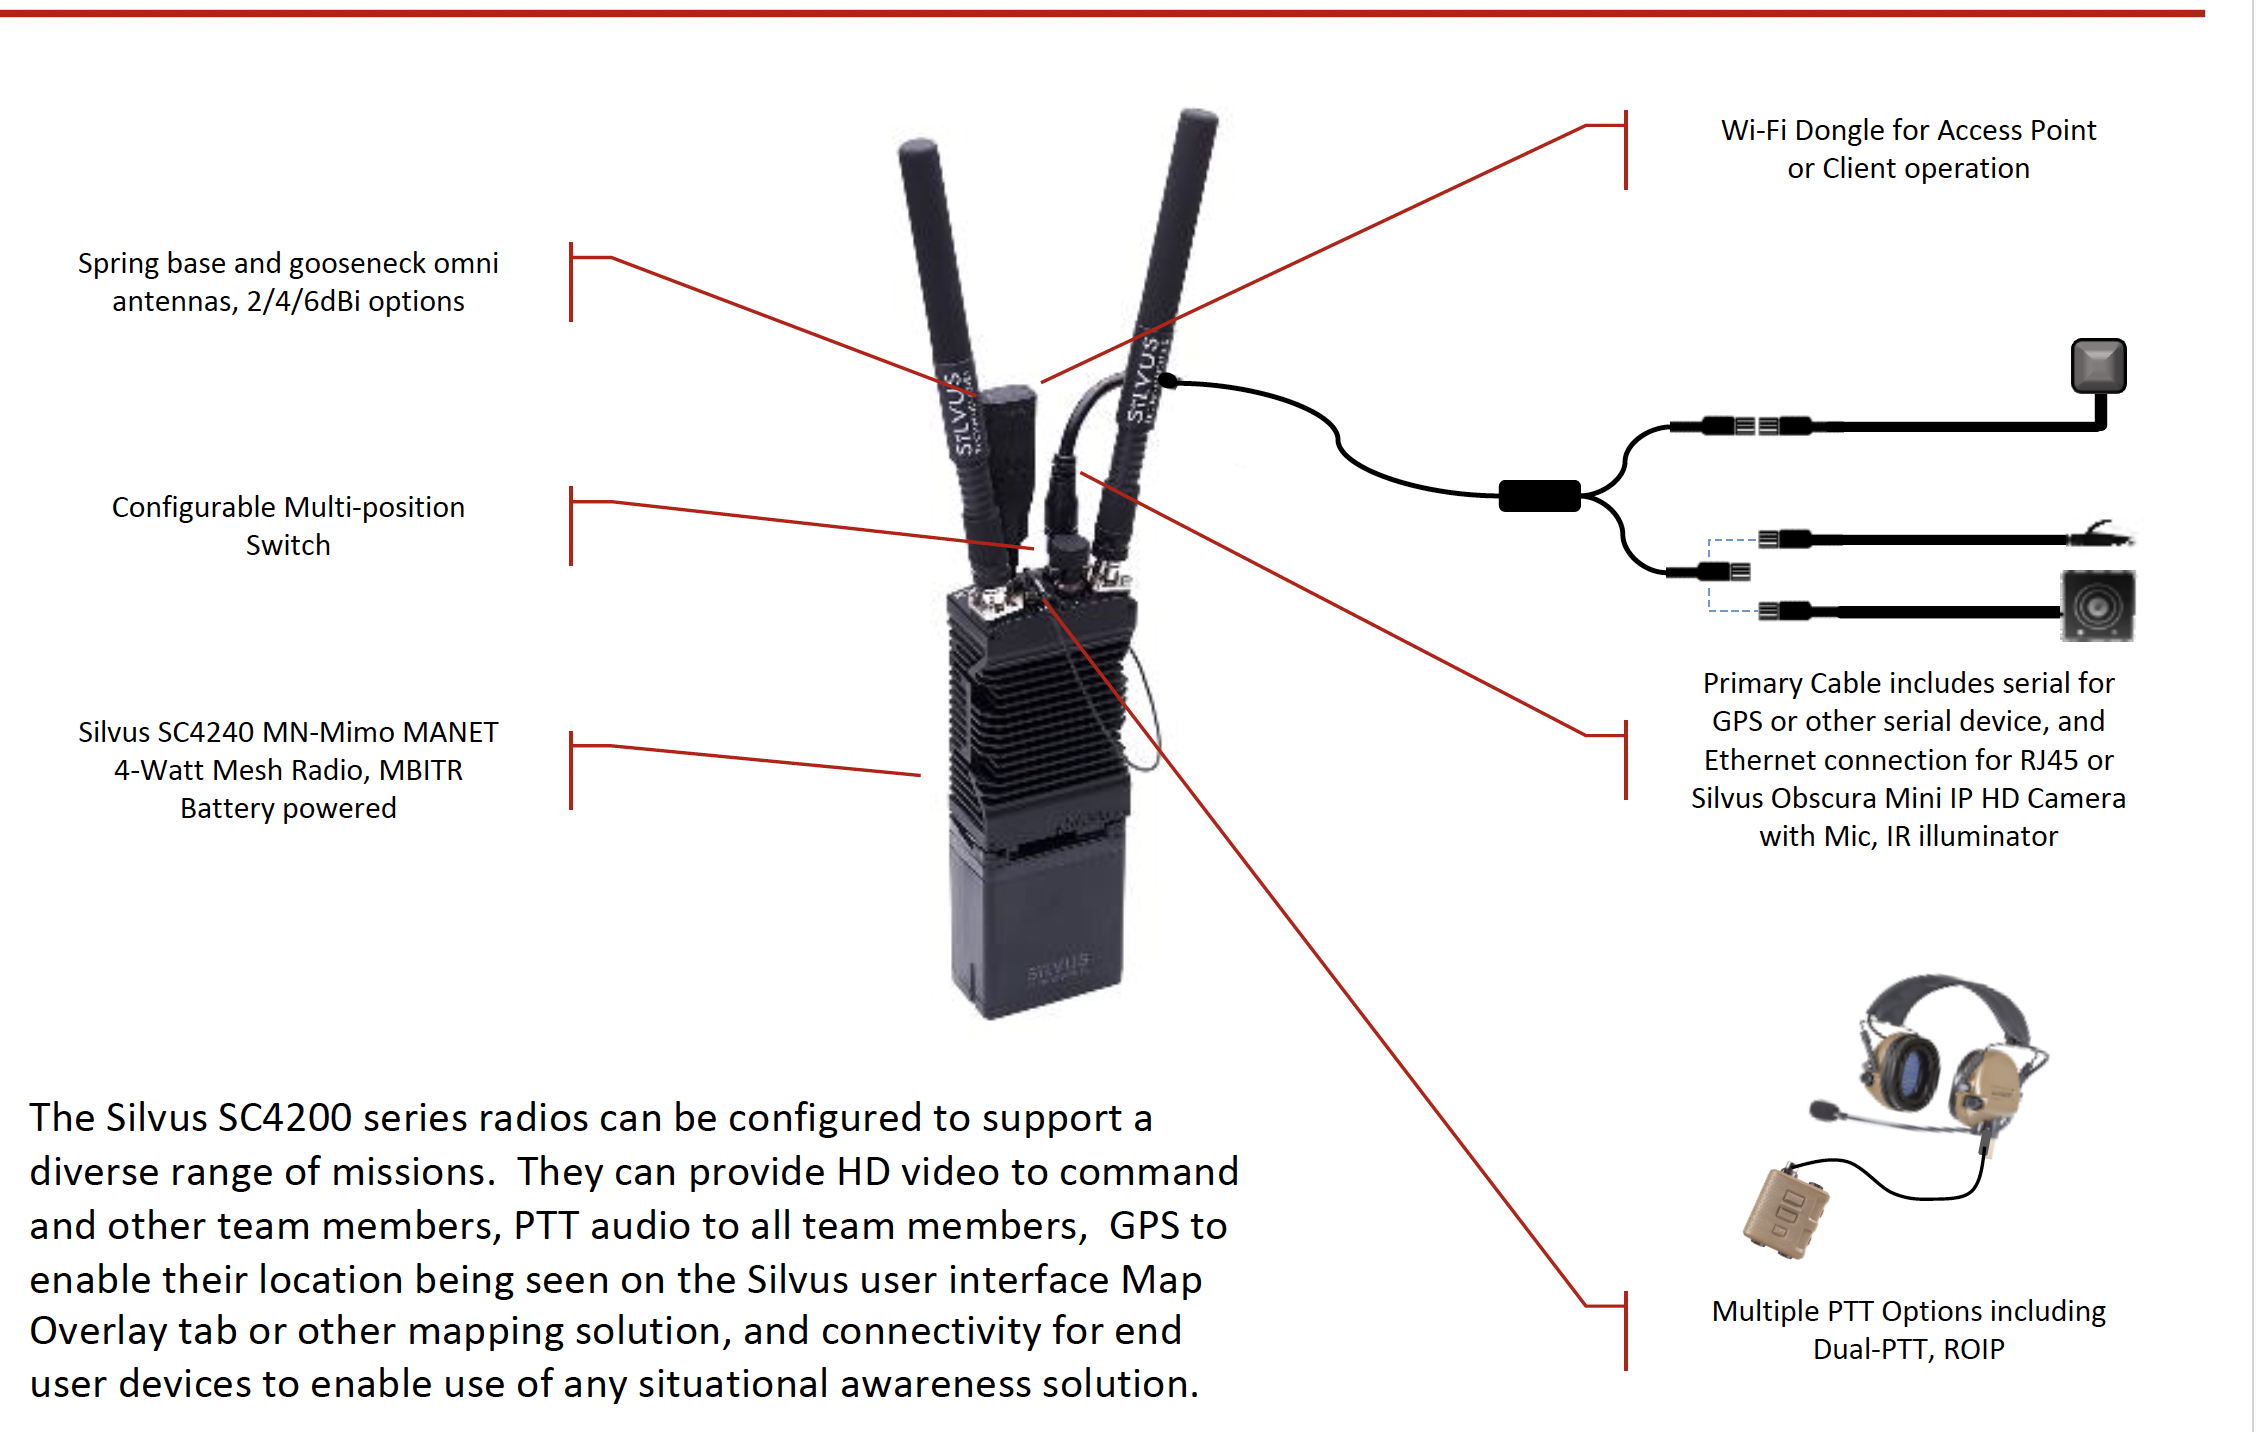 Wi-Fi Dongle for Access Point
or Client operation
Spring base and gooseneck omni
antennas, 2/4/6dBi options
SILVUS
SILVUS
Configurable Multi-position
Switch
Primary Cable includes serial for
GPS or other serial device, and
Ethernet connection for RJ45 or
Silvus Obscura Mini IP HD Camera
with Mic, IR illuminator
Silvus SC4240 MN-Mimo MANET
4-Watt Mesh Radio, MBITR
Battery powered
SILVUS
The Silvus SC4200 series radios can be configured to support a
diverse range of missions.  They can provide HD video to command
and other team members, PTT audio to all team members,  GPS to
enable their location being seen on the Silvus user interface Map
Overlay tab or other mapping solution, and connectivity for end
user devices to enable use of any situational awareness solution.
Multiple PTT Options including
Dual-PTT, ROIP